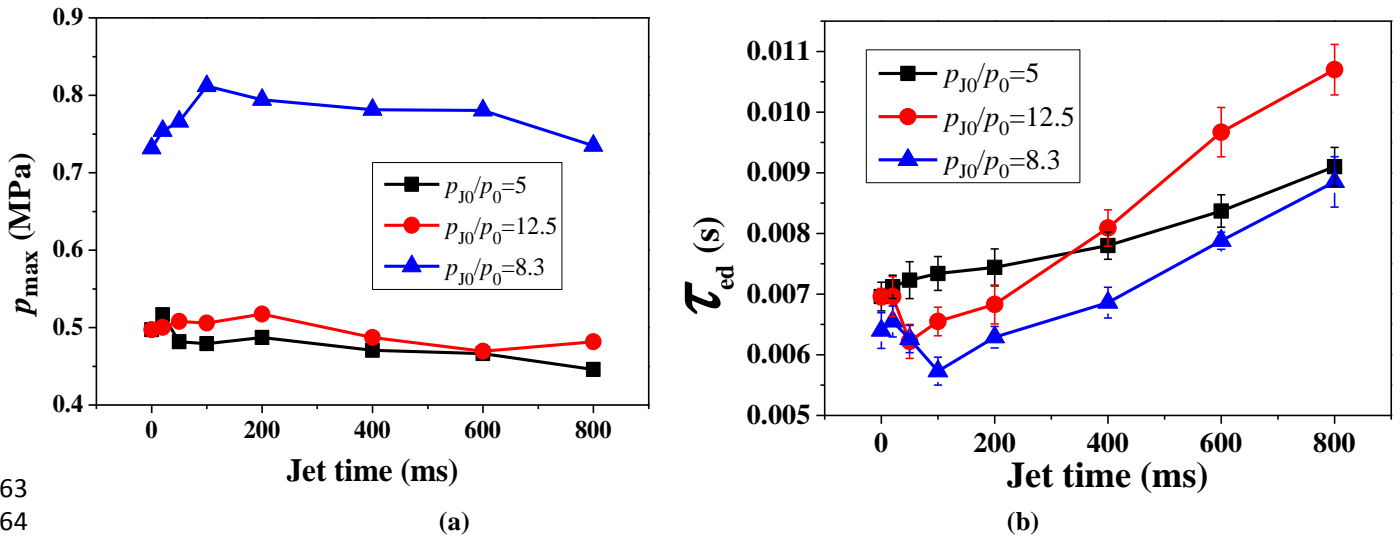 0.9
0.8
0.7
0.6
0.5
0.4
p_max (MPa)
p_J0/p_0=5
p_J0/p_0=12.5
p_J0/p_0=8.3
0 200 400 600 800
Jet time (ms)
0.011
0.010
0.009
0.008
0.007
0.006
0.005
τ_ed (s)
p_J0/p_0=5
p_J0/p_0=12.5
p_J0/p_0=8.3
0 200 400 600 800
Jet time (ms)
63
64 (a) (b)